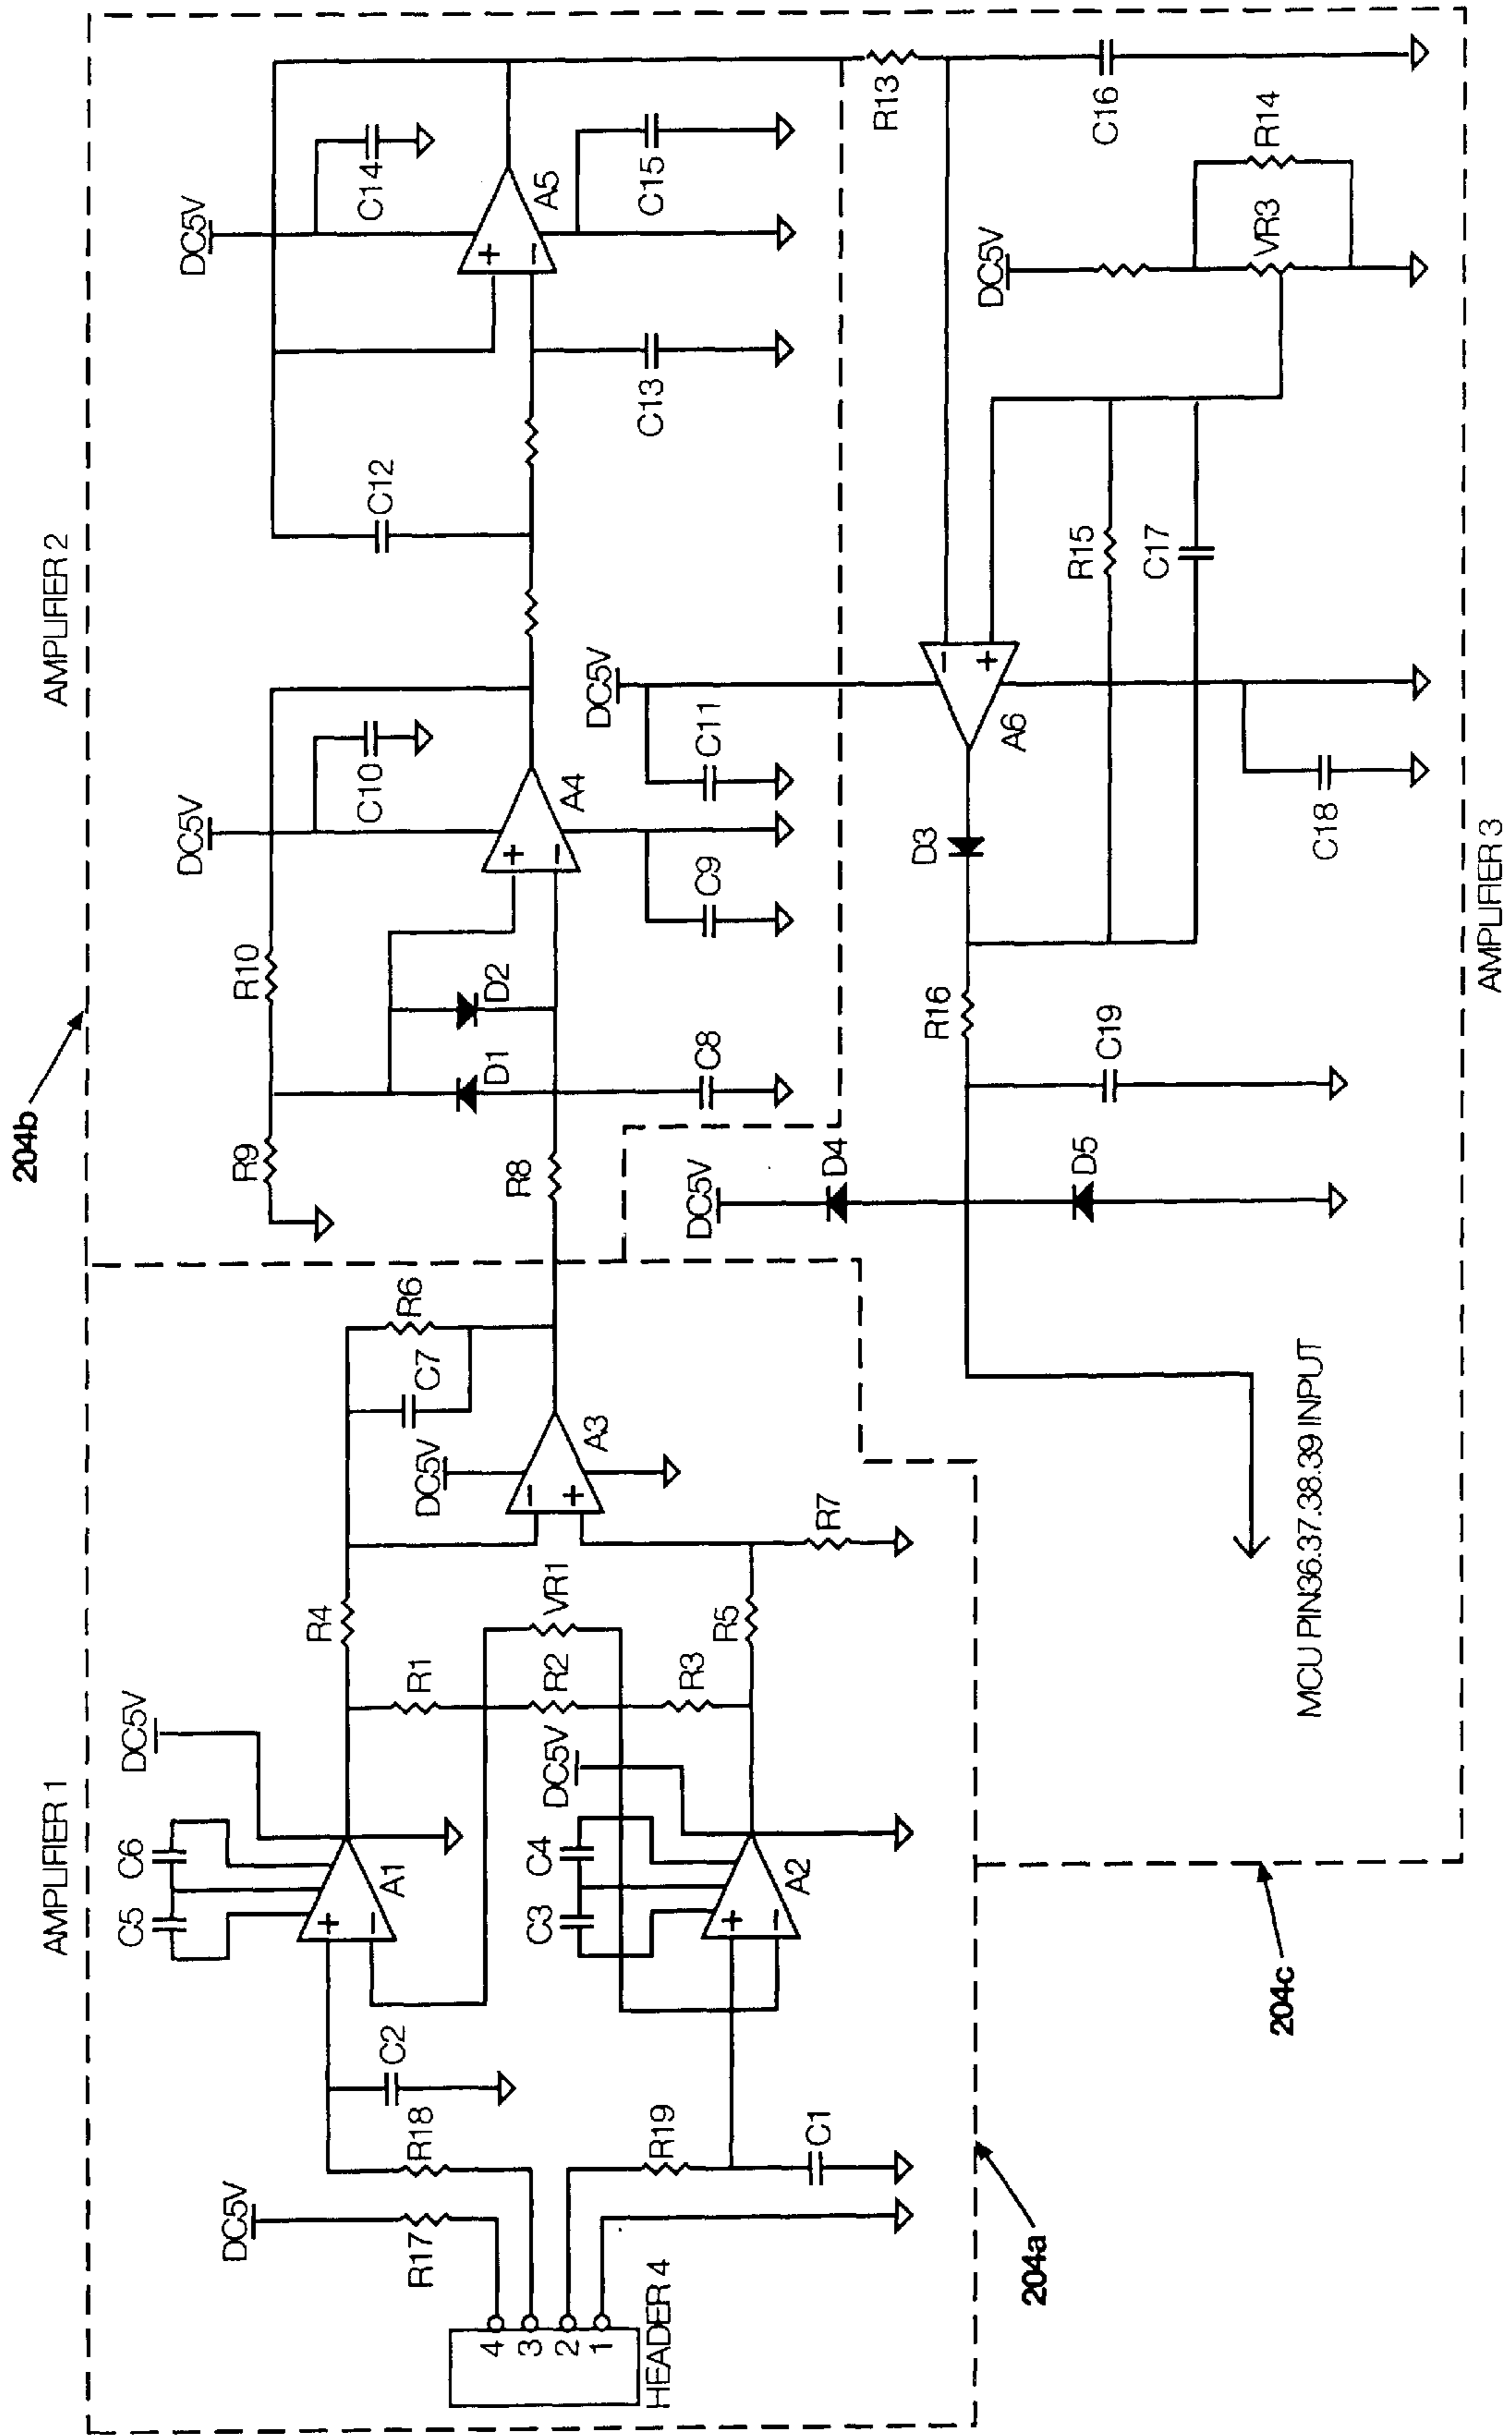 AMPLIFIER 1
AMPLIFIER 2
204b
DC5V
R17
R18
C2
C5
C6
DC5V
A1
+
−
R4
R1
R2
R3
VR1
C7
R6
DC5V
A3
−
+
R7
R5
HEADER 4
4
3
2
1
R19
C1
C3
C4
DC5V
A2
+
−
204a
R9
R10
R8
D1
D2
C8
DC5V
C10
A4
+
−
C9
DC5V
C11
C12
C13
DC5V
C14
A5
+
−
C15
R13
C16
DC5V
VR3
R14
R15
C17
A6
−
+
C18
D3
R16
C19
DC5V
D4
D5
MCU PIN36.37.38.39 INPUT
204c
AMPLIFIER 3